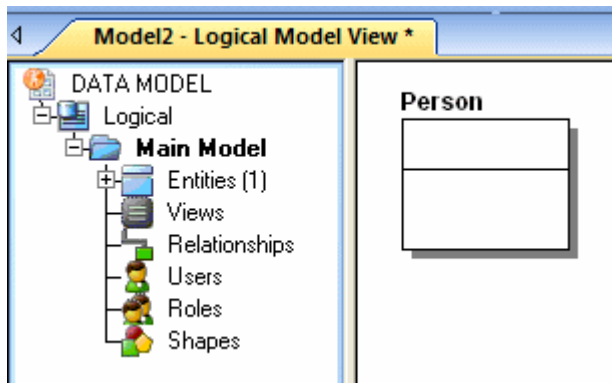 Model2 - Logical Model View *
DATA MODEL
Logical
Main Model
Entities (1)
Views
Relationships
Users
Roles
Shapes
Person